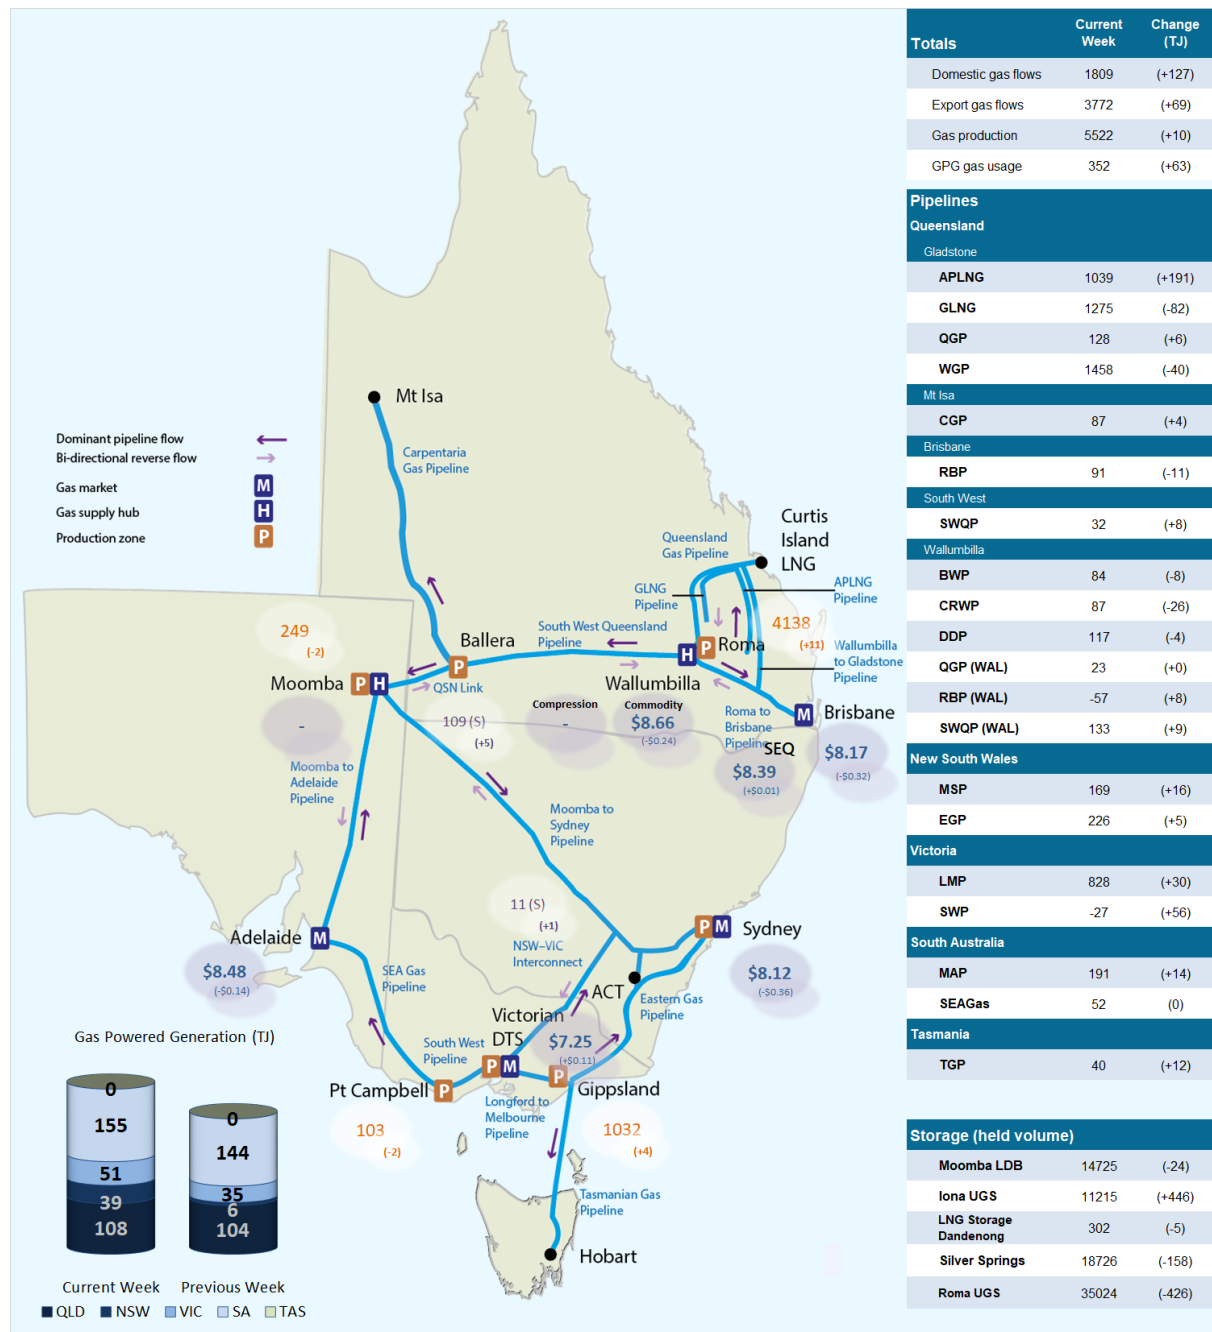 Mt Isa
Dominant pipeline flow
Bi-directional reverse flow
Gas market M
Gas supply hub H
Production zone P
Carpentaria
Gas Pipeline
Curtis
Island
LNG
Queensland
Gas Pipeline
GLNG
Pipeline
APLNG
Pipeline
4138
(+11)
Wallumbilla
to Gladstone
Pipeline
249
(-2)
Ballera
P
South West Queensland
Pipeline
H P Roma
Wallumbilla
Moomba P H
QSN Link
-
109 (S)
(+5)
Compression
-
Commodity
$8.66
(-$0.24)
Roma to
Brisbane
Pipeline
M Brisbane
SEQ
$8.39
(+$0.01)
$8.17
(-$0.32)
Moomba to
Adelaide
Pipeline
Moomba to
Sydney
Pipeline
11 (S)
(+1)
NSW–VIC
Interconnect
P M Sydney
$8.12
(-$0.36)
Adelaide M
$8.48
(-$0.14)
SEA Gas
Pipeline
ACT
Eastern Gas
Pipeline
Victorian
DTS
P M
$7.25
(+$0.11)
South West
Pipeline
Pt Campbell P
103
(-2)
P
Gippsland
Longford to
Melbourne
Pipeline
1032
(+4)
Tasmanian Gas
Pipeline
Hobart
Gas Powered Generation (TJ)
0
155
51
39
108
0
144
35
6
104
Current Week Previous Week
QLD NSW VIC SA TAS
Totals Current Week Change (TJ)
Domestic gas flows 1809 (+127)
Export gas flows 3772 (+69)
Gas production 5522 (+10)
GPG gas usage 352 (+63)
Pipelines
Queensland
Gladstone
APLNG 1039 (+191)
GLNG 1275 (-82)
QGP 128 (+6)
WGP 1458 (-40)
Mt Isa
CGP 87 (+4)
Brisbane
RBP 91 (-11)
South West
SWQP 32 (+8)
Wallumbilla
BWP 84 (-8)
CRWP 87 (-26)
DDP 117 (-4)
QGP (WAL) 23 (+0)
RBP (WAL) -57 (+8)
SWQP (WAL) 133 (+9)
New South Wales
MSP 169 (+16)
EGP 226 (+5)
Victoria
LMP 828 (+30)
SWP -27 (+56)
South Australia
MAP 191 (+14)
SEAGas 52 (0)
Tasmania
TGP 40 (+12)
Storage (held volume)
Moomba LDB 14725 (-24)
Iona UGS 11215 (+446)
LNG Storage
Dandenong 302 (-5)
Silver Springs 18726 (-158)
Roma UGS 35024 (-426)